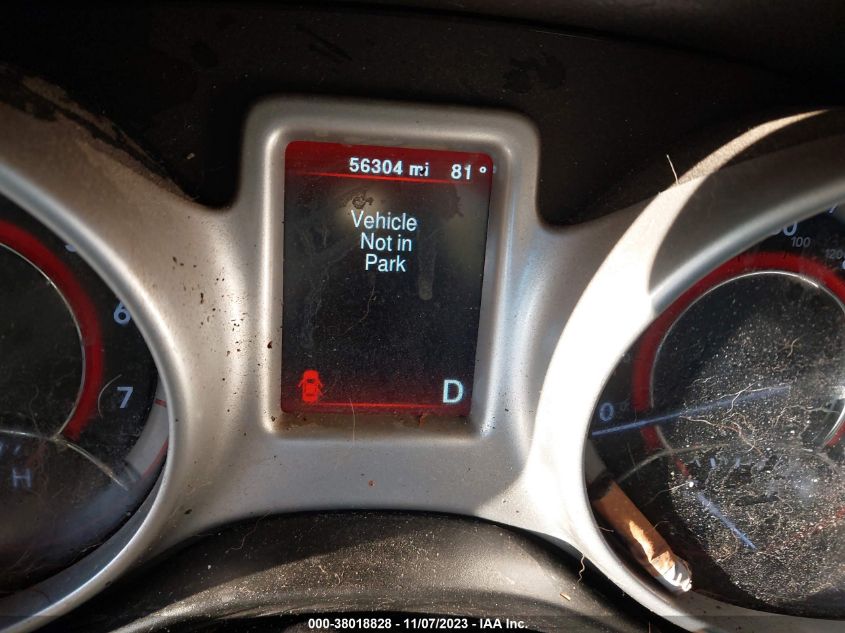 56304 mi 81°
Vehicle
Not in
Park
D
6
7
H
0
100
120
000-38018828 - 11/07/2023 - © IAA Inc.